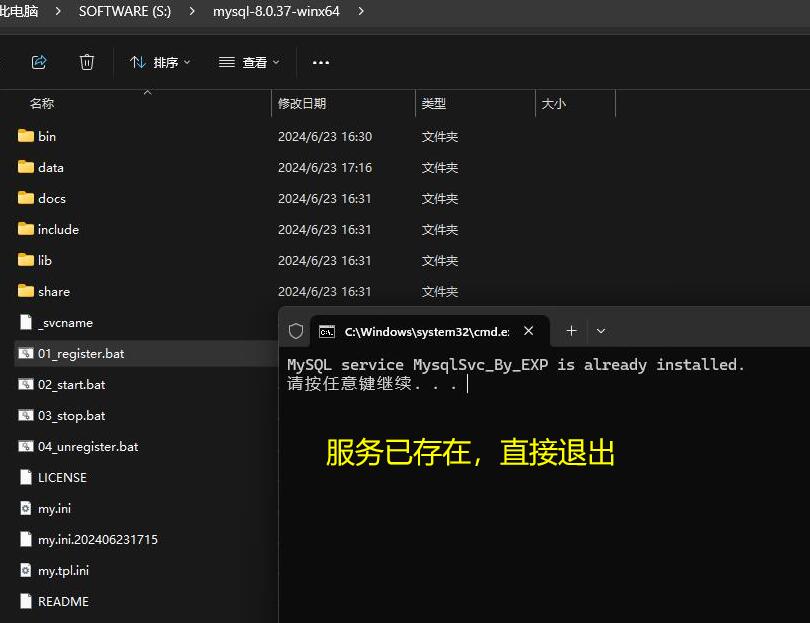 此电脑 > SOFTWARE (S:) > mysql-8.0.37-winx64 >
排序 查看 ...
名称 修改日期 类型 大小
bin 2024/6/23 16:30 文件夹
data 2024/6/23 17:16 文件夹
docs 2024/6/23 16:31 文件夹
include 2024/6/23 16:31 文件夹
lib 2024/6/23 16:31 文件夹
share 2024/6/23 16:31 文件夹
_svcname
01_register.bat
02_start.bat
03_stop.bat
04_unregister.bat
LICENSE
my.ini
my.ini.202406231715
my.tpl.ini
README
C:\Windows\system32\cmd.e:
MySQL service MysqlSvc_By_EXP is already installed.
请按任意键继续. . .
服务已存在，直接退出